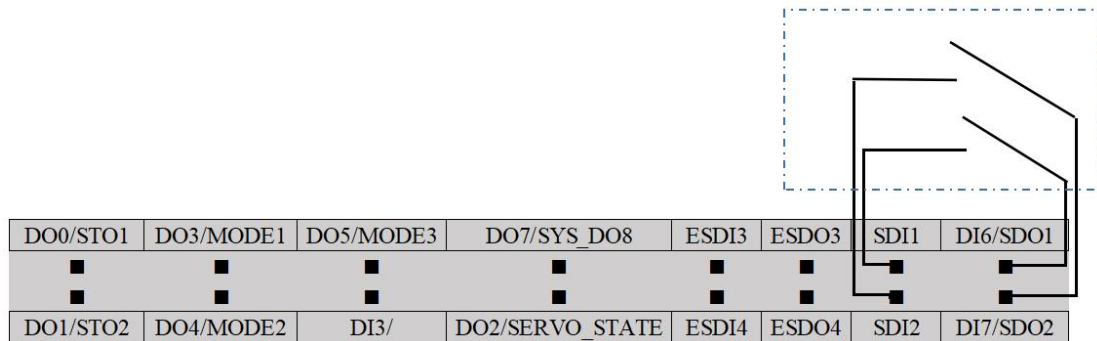 DO0/STO1 DO3/MODE1 DO5/MODE3 DO7/SYS_DO8 ESDI3 ESDO3 SDI1 DI6/SDO1
DO1/STO2 DO4/MODE2 DI3/ DO2/SERVO_STATE ESDI4 ESDO4 SDI2 DI7/SDO2